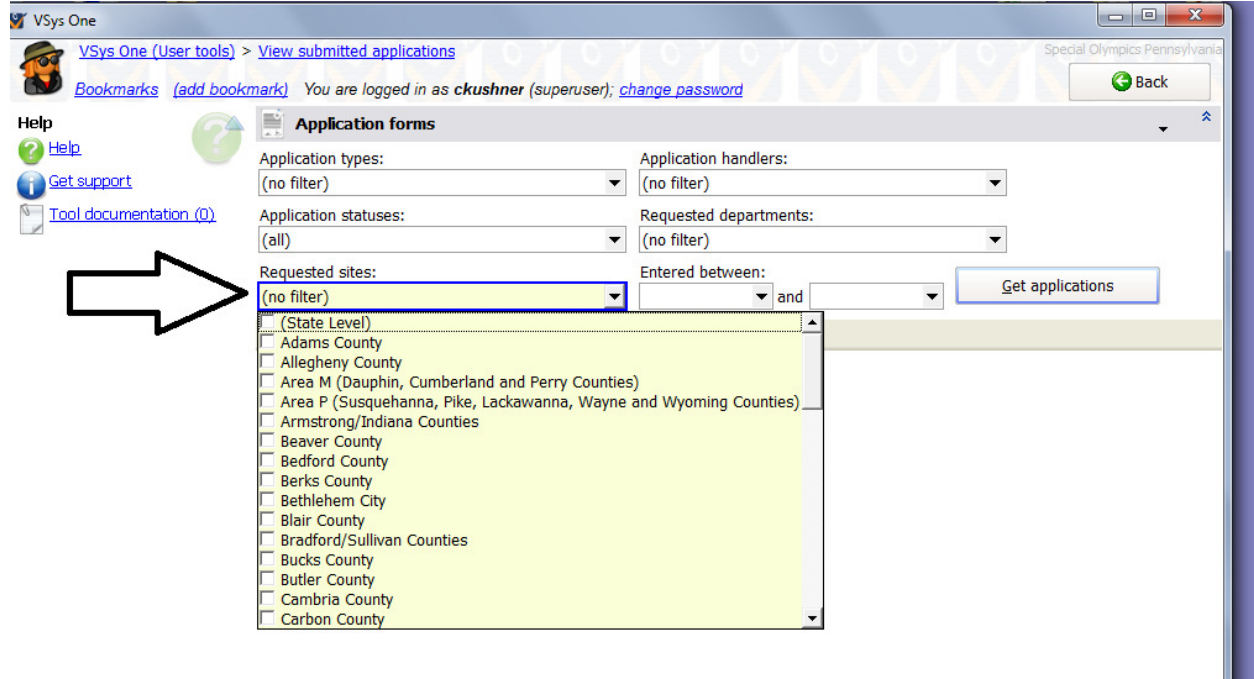 VSys One
VSys One (User tools) > View submitted applications
Special Olympics Pennsylvania
Bookmarks (add bookmark) You are logged in as ckushner (superuser); change password
Back
Help
Help
Get support
Tool documentation (0)
Application forms
Application types:
Application handlers:
(no filter)
(no filter)
Application statuses:
Requested departments:
(all)
(no filter)
Requested sites:
Entered between:
(no filter)
and
Get applications
(State Level)
Adams County
Allegheny County
Area M (Dauphin, Cumberland and Perry Counties)
Area P (Susquehanna, Pike, Lackawanna, Wayne and Wyoming Counties)
Armstrong/Indiana Counties
Beaver County
Bedford County
Berks County
Bethlehem City
Blair County
Bradford/Sullivan Counties
Bucks County
Butler County
Cambria County
Carbon County